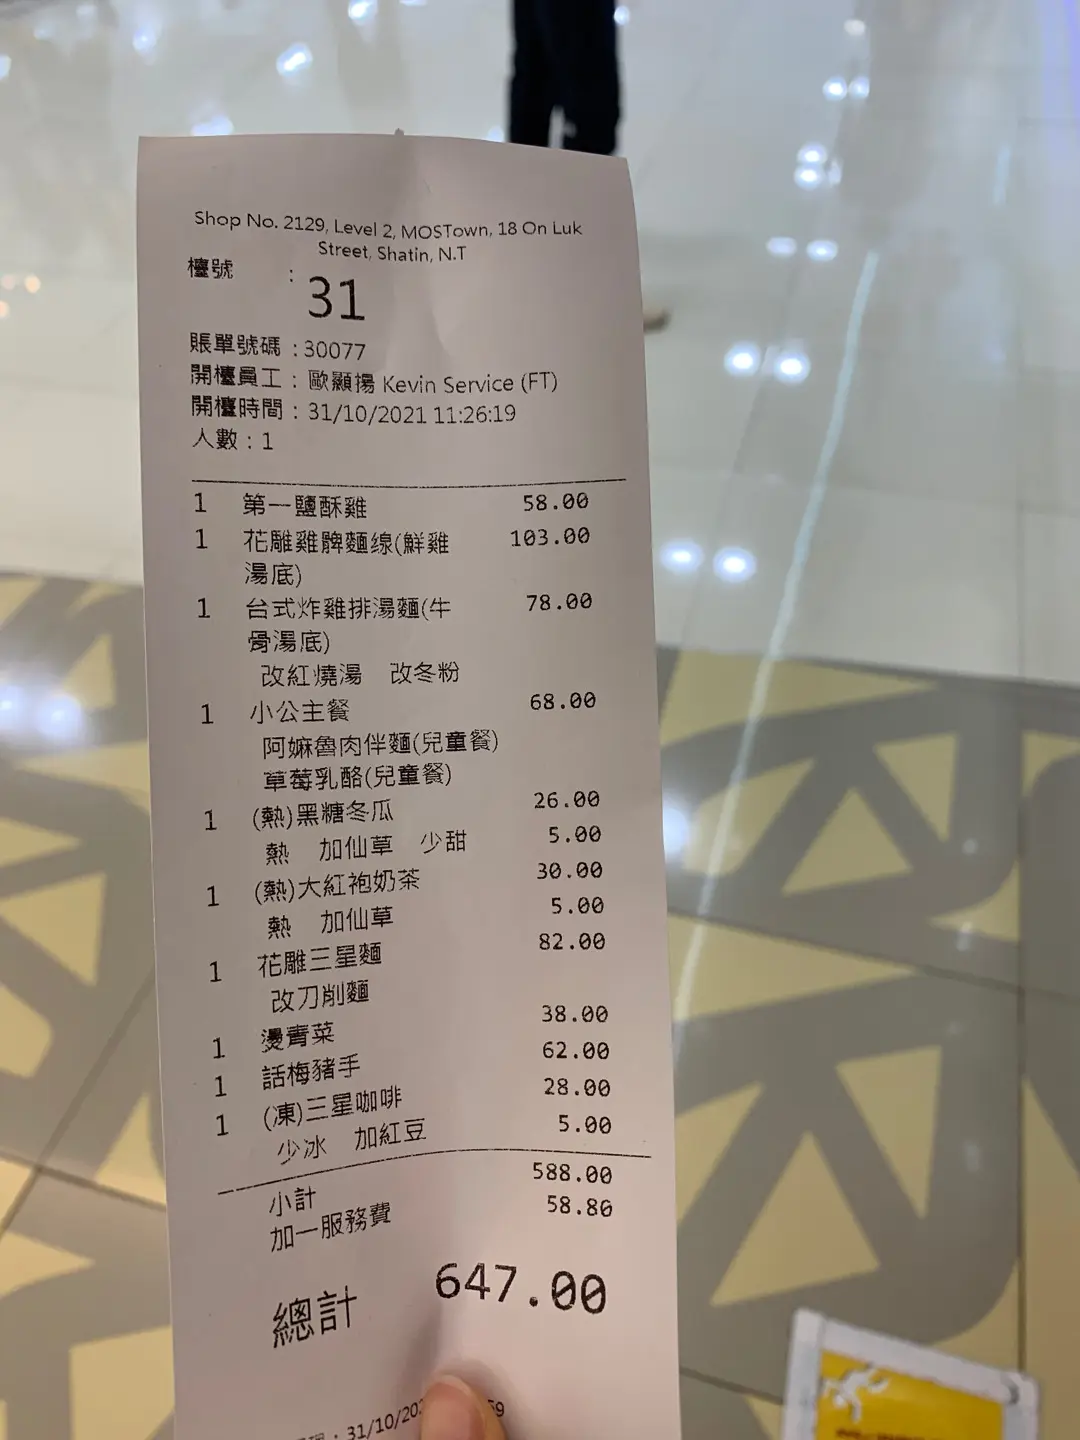 Shop No. 2129, Level 2, MOSTown, 18 On Luk
Street, Shatin, N.T
檯號 : 31
賬單號碼 : 30077
開檯員工 : 歐顯揚 Kevin Service (FT)
開檯時間 : 31/10/2021 11:26:19
人數 : 1
1 第一鹽酥雞 58.00
1 花雕雞髀麵线(鮮雞 103.00
湯底)
1 台式炸雞排湯麵(牛 78.00
骨湯底)
改紅燒湯 改冬粉
1 小公主餐 68.00
阿嫲魯肉伴麵(兒童餐)
草莓乳酪(兒童餐)
1 (熱)黑糖冬瓜 26.00
熱 加仙草 少甜 5.00
1 (熱)大紅袍奶茶 30.00
熱 加仙草 5.00
1 花雕三星麵 82.00
改刀削麵
1 燙青菜 38.00
1 話梅豬手 62.00
1 (凍)三星咖啡 28.00
少冰 加紅豆 5.00
小計 588.00
加一服務費 58.80
總計 647.00
: 31/10/20